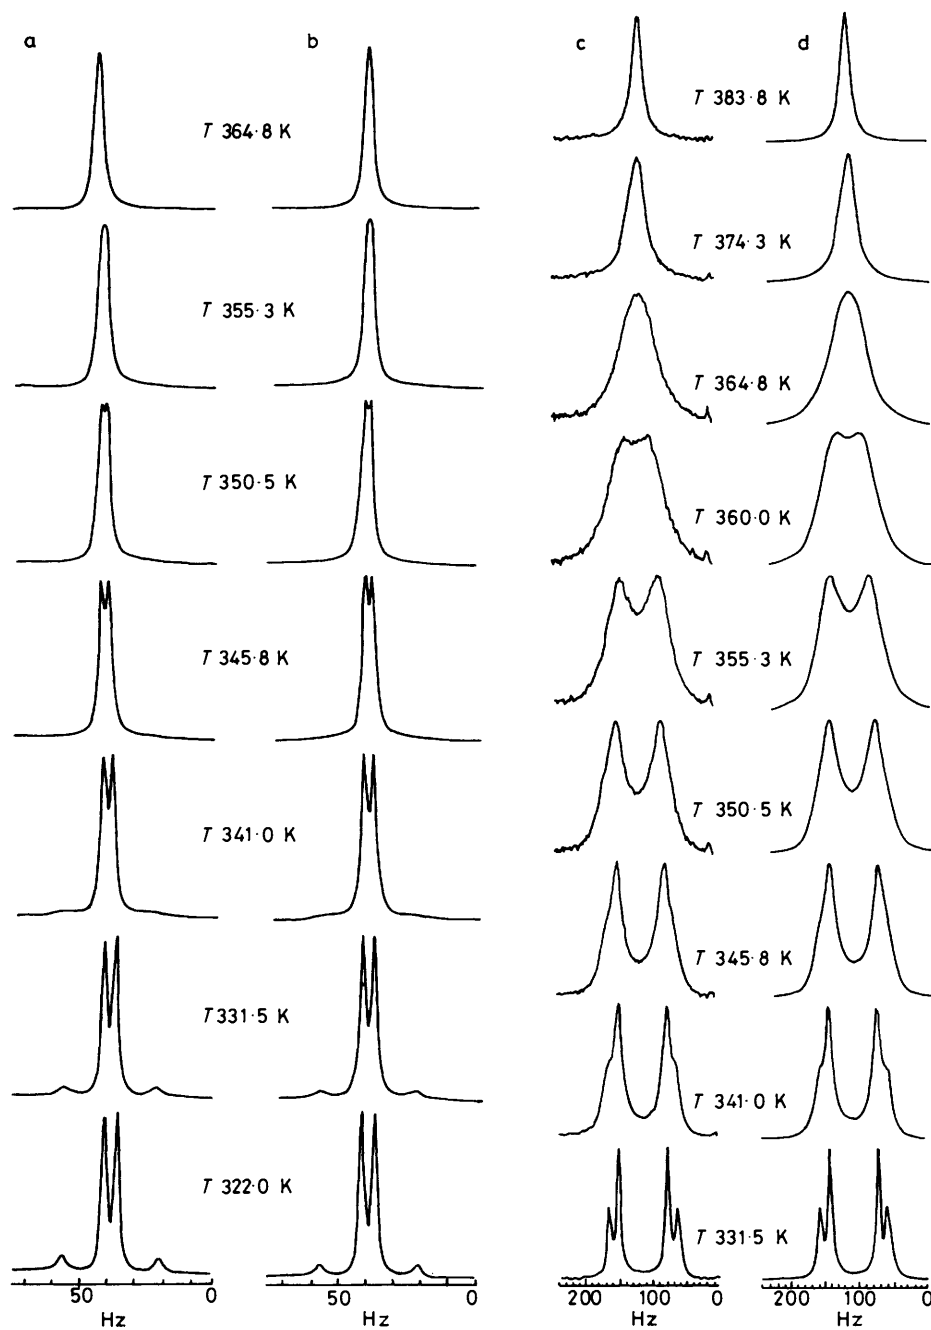 a
b
T 364·8 K
T 355·3 K
T 350·5 K
T 345·8 K
T 341·0 K
T 331·5 K
T 322·0 K
50
0
Hz
50
0
Hz
c
d
T 383·8 K
T 374·3 K
T 364·8 K
T 360·0 K
T 355·3 K
T 350·5 K
T 345·8 K
T 341·0 K
T 331·5 K
200
100
0
Hz
200
100
0
Hz